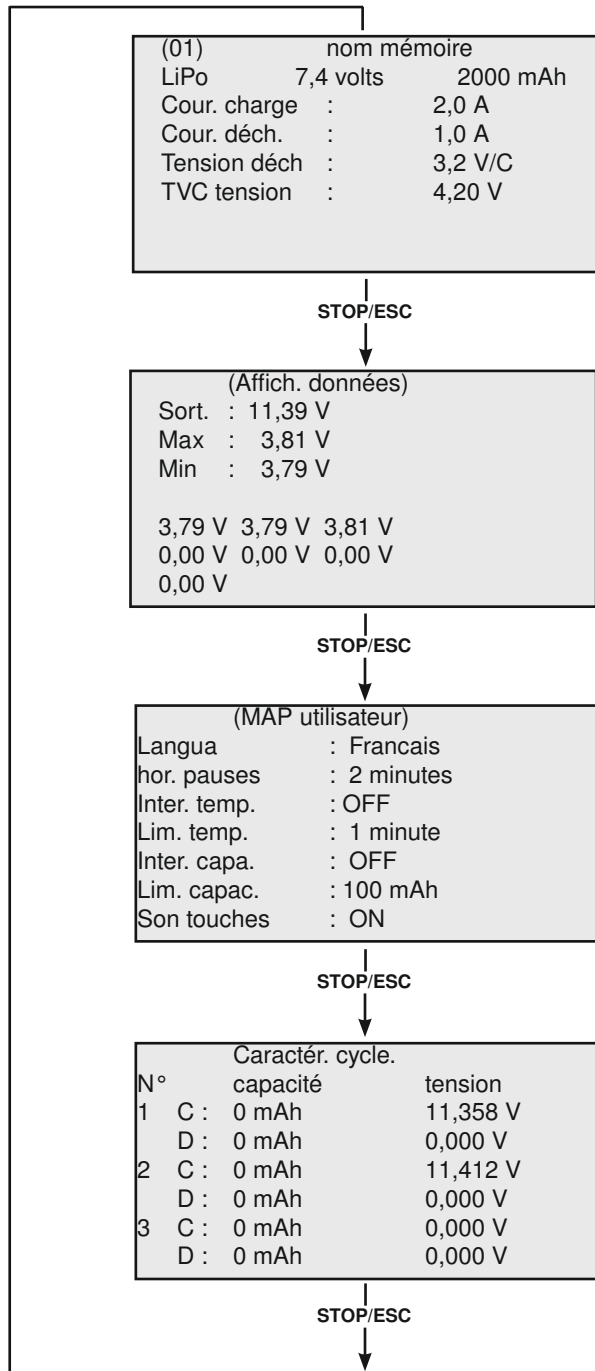 (01) nom mémoire
LiPo 7,4 volts 2000 mAh
Cour. charge : 2,0 A
Cour. déch. : 1,0 A
Tension déch : 3,2 V/C
TVC tension : 4,20 V
STOP/ESC
(Affich. données)
Sort. : 11,39 V
Max : 3,81 V
Min : 3,79 V
3,79 V 3,79 V 3,81 V
0,00 V 0,00 V 0,00 V
0,00 V
STOP/ESC
(MAP utilisateur)
Langua : Francais
hor. pauses : 2 minutes
Inter. temp. : OFF
Lim. temp. : 1 minute
Inter. capa. : OFF
Lim. capac. : 100 mAh
Son touches : ON
STOP/ESC
Caractér. cycle.
N° capacité tension
1 C : 0 mAh 11,358 V
D : 0 mAh 0,000 V
2 C : 0 mAh 11,412 V
D : 0 mAh 0,000 V
3 C : 0 mAh 0,000 V
D : 0 mAh 0,000 V
STOP/ESC